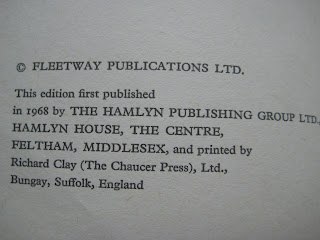 © FLEETWAY PUBLICATIONS LTD.
This edition first published
in 1968 by THE HAMLYN PUBLISHING GROUP LTD.,
HAMLYN HOUSE, THE CENTRE,
FELTHAM, MIDDLESEX, and printed by
Richard Clay (The Chaucer Press), Ltd.,
Bungay, Suffolk, England